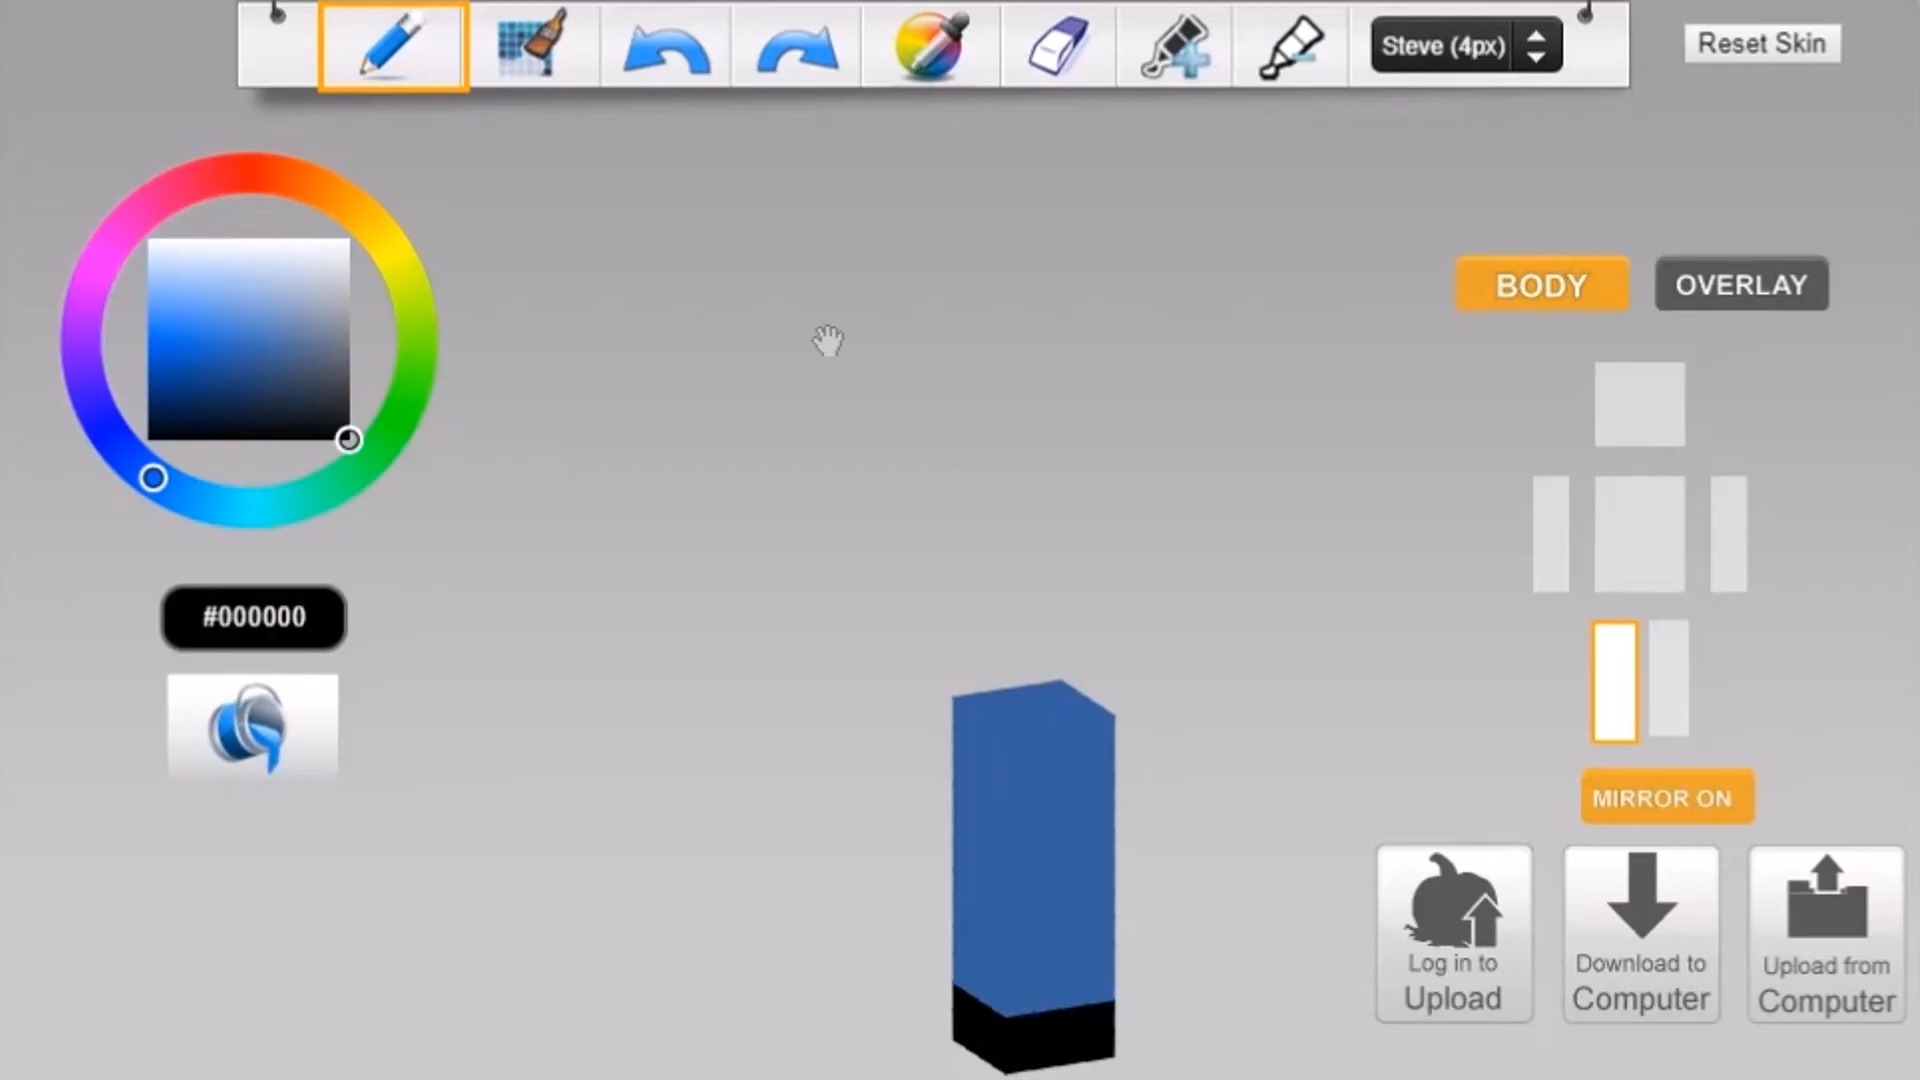 Steve (4px)
Reset Skin
BODY
OVERLAY
#000000
MIRROR ON
Log in to
Upload
Download to
Computer
Upload from
Computer